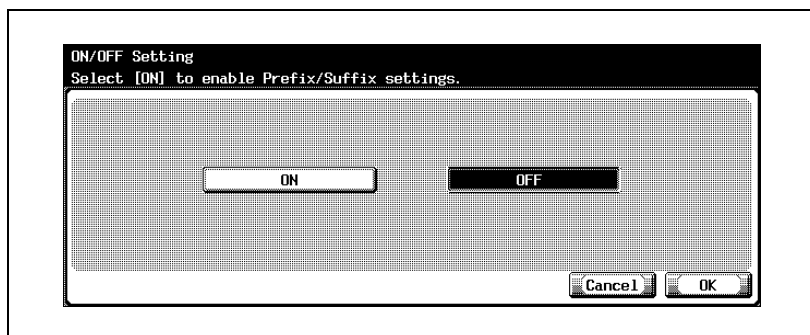 ON/OFF Setting
Select [ON] to enable Prefix/Suffix settings.
ON OFF
Cancel OK